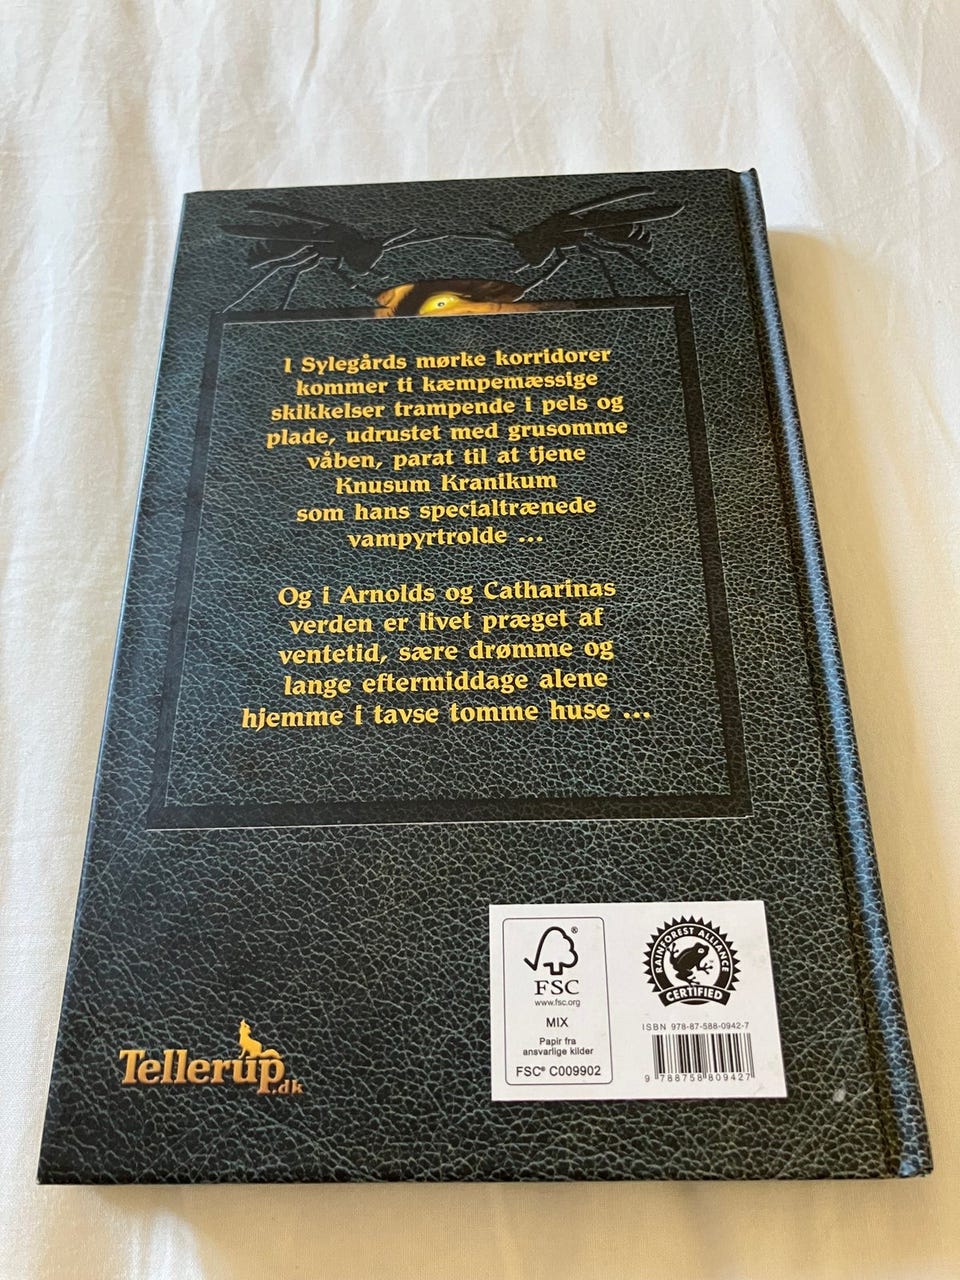 I Sylegårds mørke korridorer
kommer ti kæmpemæssige
skikkelser trampende i pels og
plade, udrustet med grusomme
våben, parat til at tjene
Knusum Kranikum
som hans specialtrænede
vampyrtrolde ...
Og i Arnolds og Catharinas
verden er livet præget af
ventetid, sære drømme og
lange eftermiddage alene
hjemme i tavse tomme huse ...
Tellerup.dk
FSC
www.fsc.org
MIX
Papir fra
ansvarlige kilder
FSC® C009902
RAINFOREST ALLIANCE
CERTIFIED
ISBN 978-87-588-0942-7
9 788758 809427